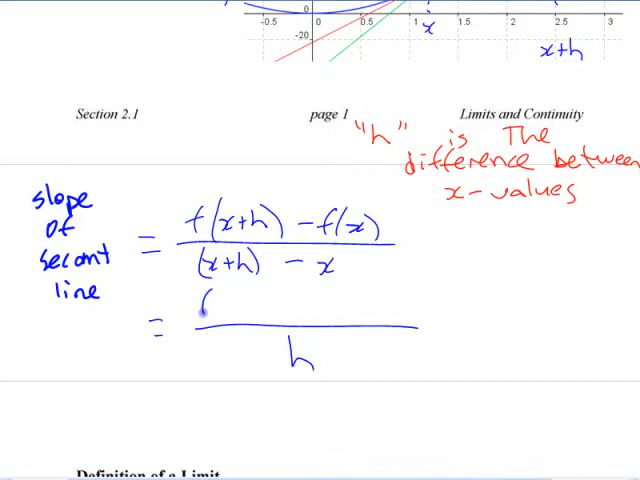 0
-0.5 0 0.5 1 1.5 2 2.5 3
x
-20
x+h
Section 2.1 page 1 Limits and Continuity
"h" is The
difference between
x-values
slope
of
secant
line
= f(x+h) - f(x)
(x+h) - x
= (
h
Definition of a Limit